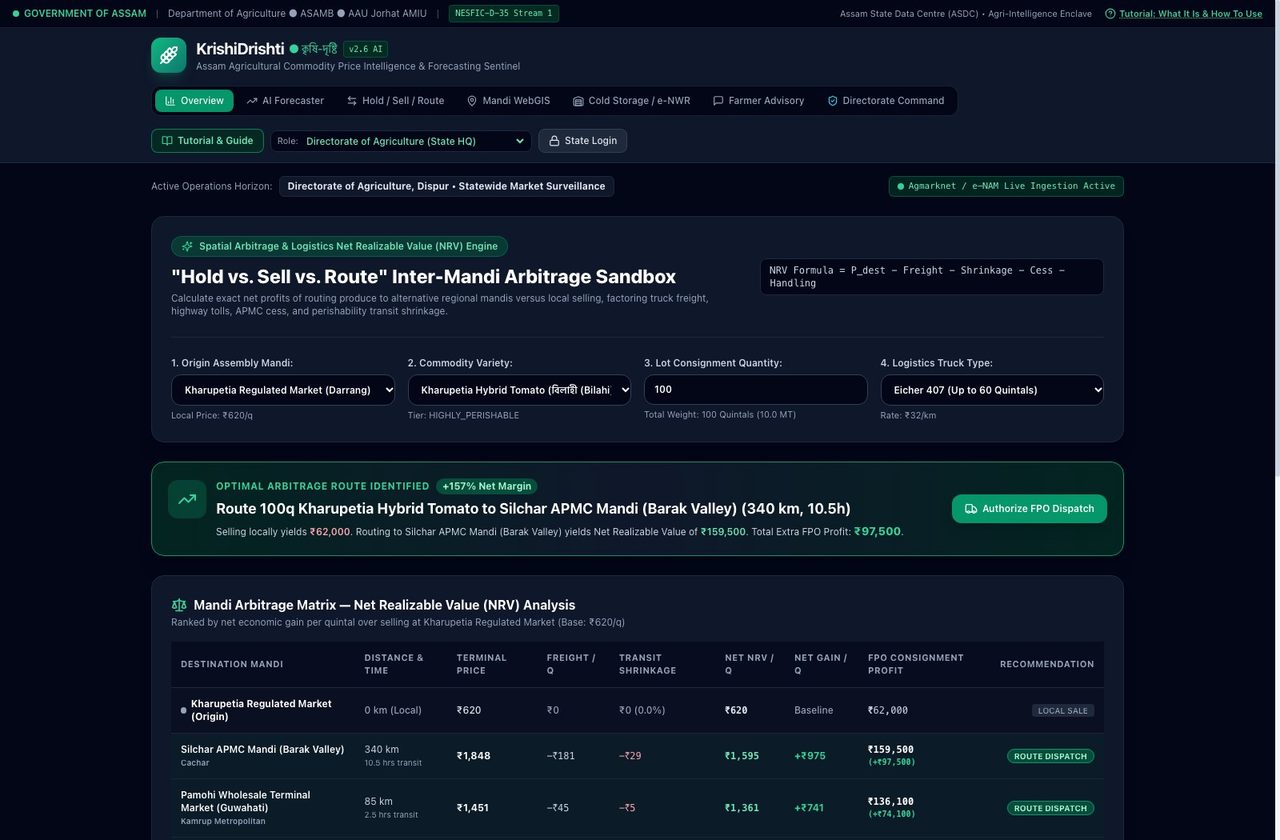 GOVERNMENT OF ASSAM | Department of Agriculture ● ASAMB ● AAU Jorhat AMIU | NESFIC-D-35 Stream 1 Assam State Data Centre (ASDC) • Agri-Intelligence Enclave Tutorial: What It Is & How To Use
KrishiDrishti ● কৃষি-দৃষ্টি v2.6 AI
Assam Agricultural Commodity Price Intelligence & Forecasting Sentinel
Overview AI Forecaster Hold / Sell / Route Mandi WebGIS Cold Storage / e-NWR Farmer Advisory Directorate Command
Tutorial & Guide Role: Directorate of Agriculture (State HQ) State Login
Active Operations Horizon: Directorate of Agriculture, Dispur • Statewide Market Surveillance ● Agmarknet / e-NAM Live Ingestion Active
Spatial Arbitrage & Logistics Net Realizable Value (NRV) Engine
"Hold vs. Sell vs. Route" Inter-Mandi Arbitrage Sandbox
Calculate exact net profits of routing produce to alternative regional mandis versus local selling, factoring truck freight,
highway tolls, APMC cess, and perishability transit shrinkage.
NRV Formula = P_dest − Freight − Shrinkage − Cess −
Handling
1. Origin Assembly Mandi: 2. Commodity Variety: 3. Lot Consignment Quantity: 4. Logistics Truck Type:
Kharupetia Regulated Market (Darrang) Kharupetia Hybrid Tomato (বিলাহী (Bilahi 100 Eicher 407 (Up to 60 Quintals)
Local Price: ₹620/q Tier: HIGHLY_PERISHABLE Total Weight: 100 Quintals (10.0 MT) Rate: ₹32/km
OPTIMAL ARBITRAGE ROUTE IDENTIFIED +157% Net Margin
Route 100q Kharupetia Hybrid Tomato to Silchar APMC Mandi (Barak Valley) (340 km, 10.5h)
Selling locally yields ₹62,000. Routing to Silchar APMC Mandi (Barak Valley) yields Net Realizable Value of ₹159,500. Total Extra FPO Profit: ₹97,500.
Authorize FPO Dispatch
Mandi Arbitrage Matrix — Net Realizable Value (NRV) Analysis
Ranked by net economic gain per quintal over selling at Kharupetia Regulated Market (Base: ₹620/q)
DESTINATION MANDI DISTANCE & TIME TERMINAL PRICE FREIGHT / Q TRANSIT SHRINKAGE NET NRV / Q NET GAIN / Q FPO CONSIGNMENT PROFIT RECOMMENDATION
Kharupetia Regulated Market (Origin) 0 km (Local) ₹620 ₹0 ₹0 (0.0%) ₹620 Baseline ₹62,000 LOCAL SALE
Silchar APMC Mandi (Barak Valley) 340 km ₹1,848 −₹181 −₹29 ₹1,595 +₹975 ₹159,500 ROUTE DISPATCH
Cachar 10.5 hrs transit (+₹97,500)
Pamohi Wholesale Terminal Market (Guwahati) 85 km ₹1,451 −₹45 −₹5 ₹1,361 +₹741 ₹136,100 ROUTE DISPATCH
Kamrup Metropolitan 2.5 hrs transit (+₹74,100)